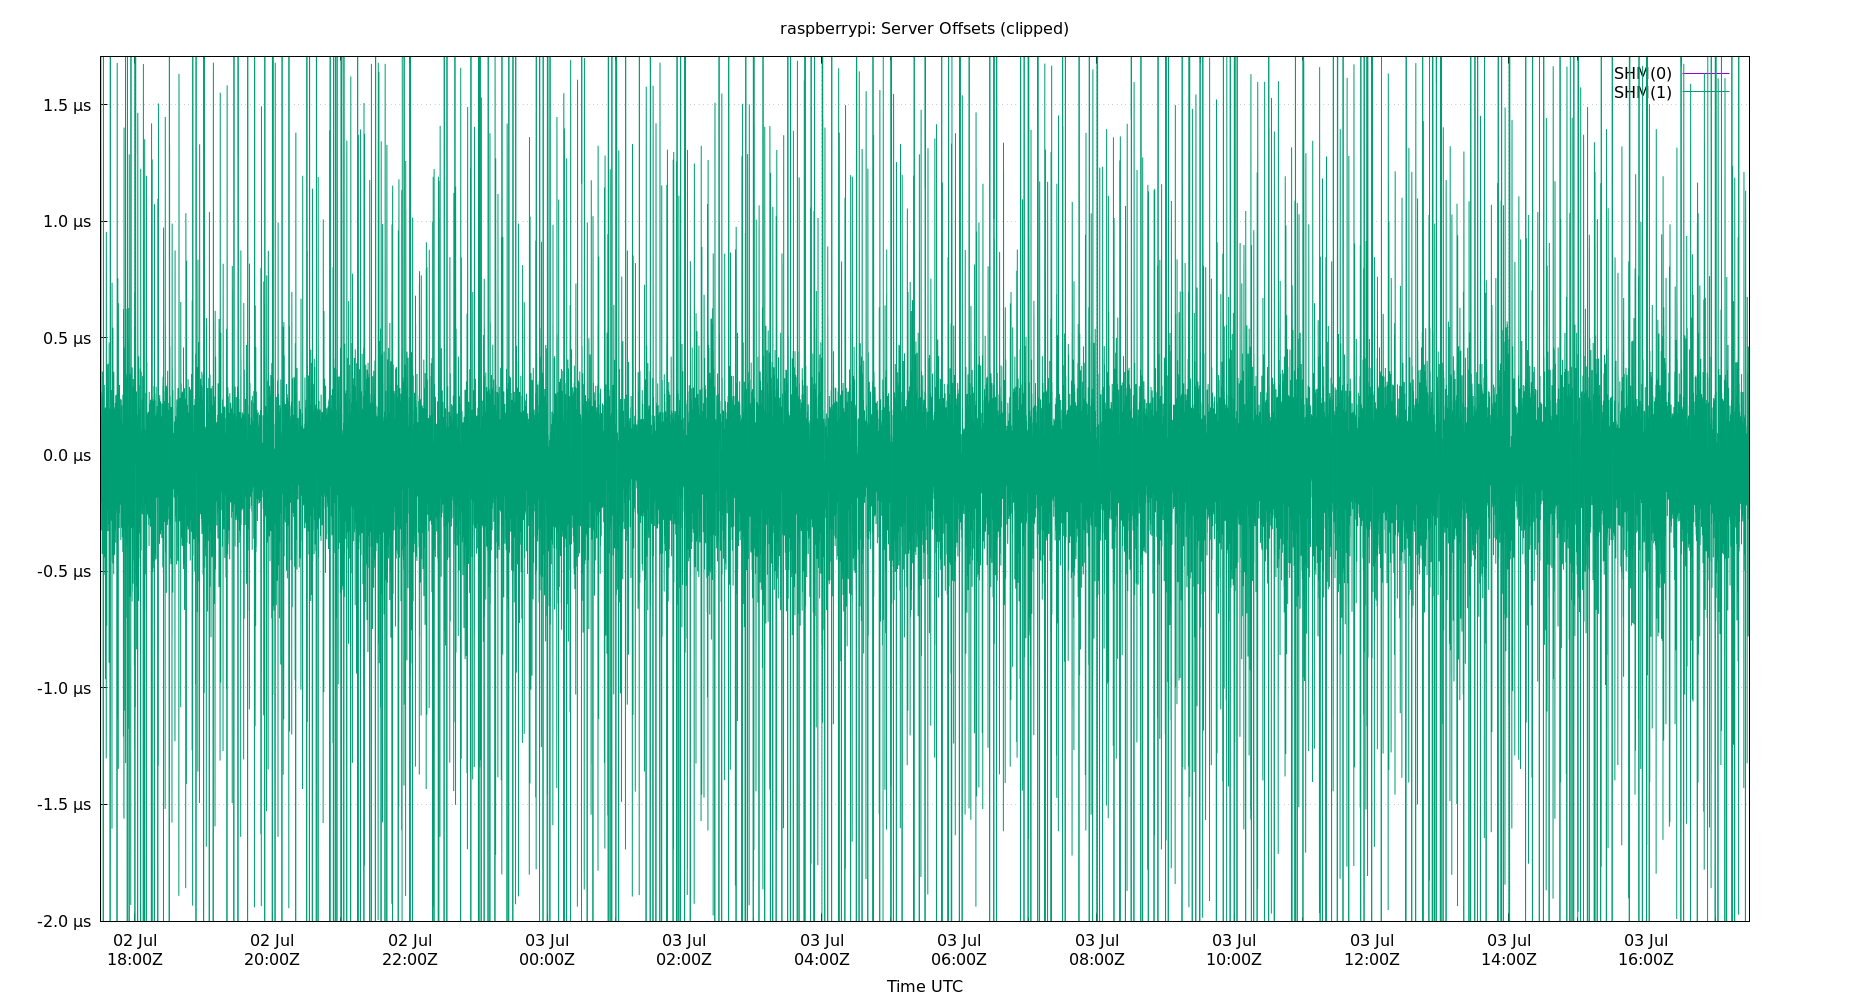 raspberrypi: Server Offsets (clipped)
SHM(0)
SHM(1)
1.5 µs
1.0 µs
0.5 µs
0.0 µs
-0.5 µs
-1.0 µs
-1.5 µs
-2.0 µs
02 Jul 02 Jul 02 Jul 03 Jul 03 Jul 03 Jul 03 Jul 03 Jul 03 Jul 03 Jul 03 Jul 03 Jul
18:00Z 20:00Z 22:00Z 00:00Z 02:00Z 04:00Z 06:00Z 08:00Z 10:00Z 12:00Z 14:00Z 16:00Z
Time UTC